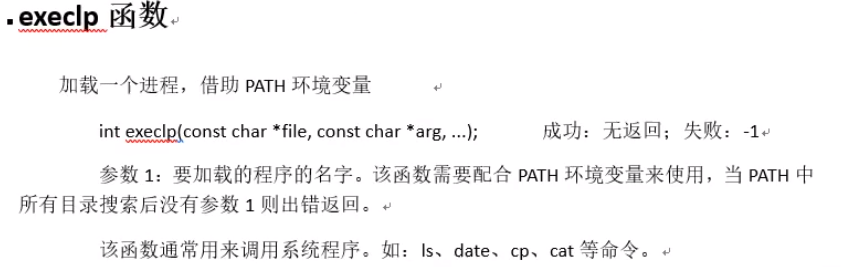 .execlp 函数
加载一个进程，借助 PATH 环境变量
int execlp(const char *file, const char *arg, ...); 成功：无返回；失败：-1
参数 1：要加载的程序的名字。该函数需要配合 PATH 环境变量来使用，当 PATH 中
所有目录搜索后没有参数 1 则出错返回。
该函数通常用来调用系统程序。如：ls、date、cp、cat 等命令。